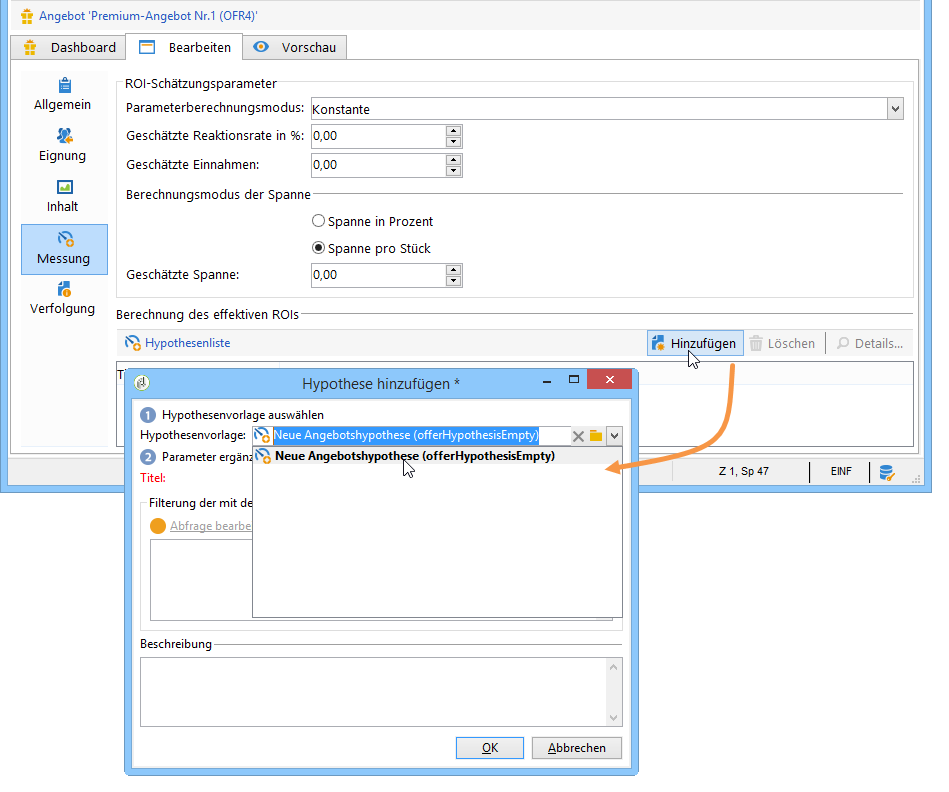 Angebot 'Premium-Angebot Nr.1 (OFR4)'
Dashboard
Bearbeiten
Vorschau
Allgemein
Eignung
Inhalt
Messung
Verfolgung
ROI-Schätzungsparameter
Parameterberechnungsmodus: Konstante
Geschätzte Reaktionsrate in %: 0,00
Geschätzte Einnahmen: 0,00
Berechnungsmodus der Spanne
Spanne in Prozent
Spanne pro Stück
Geschätzte Spanne: 0,00
Berechnung des effektiven ROIs
Hypothesenliste
Hinzufügen
Löschen
Details...
Hypothese hinzufügen *
1 Hypothesenvorlage auswählen
Hypothesenvorlage: Neue Angebotshypothese (offerHypothesisEmpty)
Neue Angebotshypothese (offerHypothesisEmpty)
2 Parameter ergänz
Titel:
Filterung der mit de
Abfrage bearbe
Beschreibung
OK
Abbrechen
Z 1, Sp 47
EINF